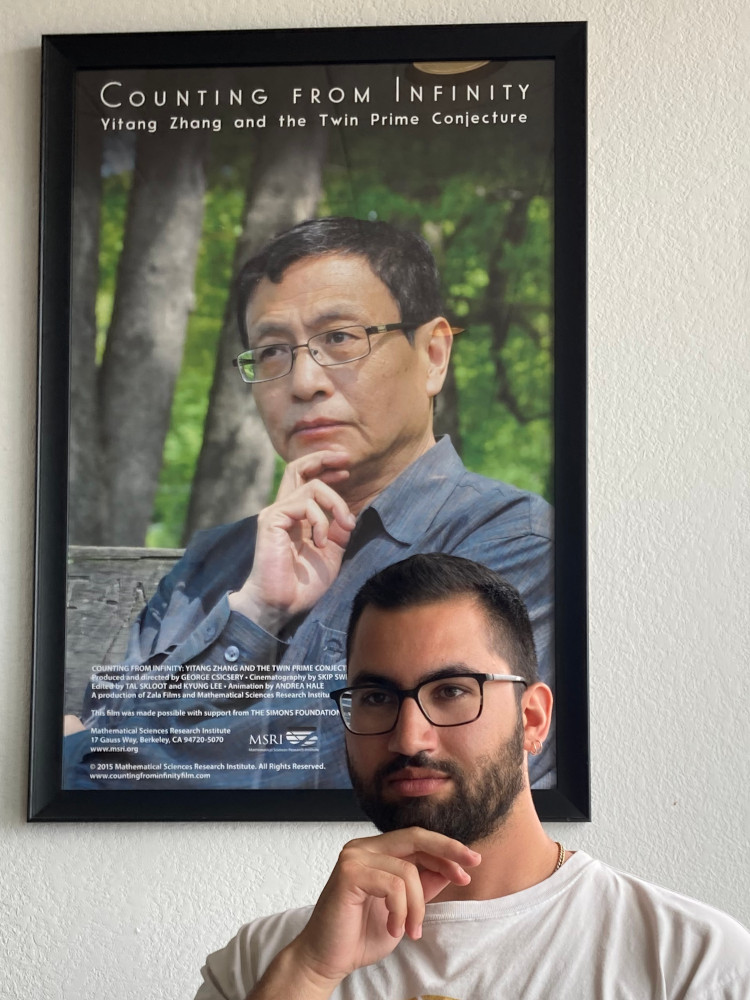 COUNTING FROM INFINITY
Yitang Zhang and the Twin Prime Conjecture
COUNTING FROM INFINITY: YITANG ZHANG AND THE TWIN PRIME
Produced and directed by GEORGE CSICSERY • Cinematography by SKIP
Edited by TAL SKLOOT and KYUNG LEE • Animation by ANDREA HALE
A production of Zala Films and Mathematical Sciences Research
This film was made possible with support from THE SIMONS FOUNDATION
Mathematical Sciences Research Institute
17 Gauss Way, Berkeley, CA 94720-5070
www.msri.org
MSRI
Mathematical Sciences Research Institute
© 2015 Mathematical Sciences Research Institute. All Rights Reserved.
www.countingfrominfinityfilm.com